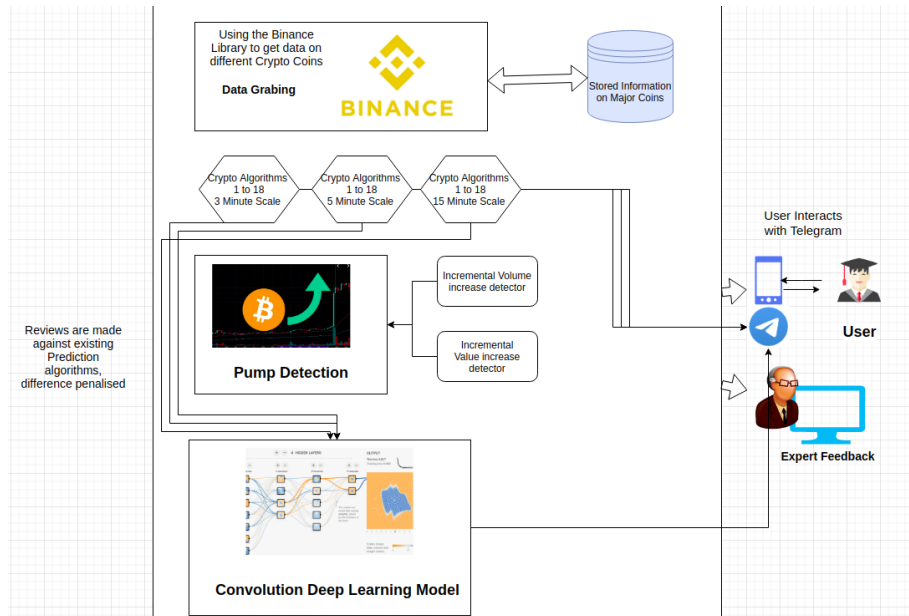 Using the Binance
Library to get data on
different Crypto Coins
Data Grabing
BINANCE
Stored Information
on Major Coins
Crypto Algorithms
1 to 18
3 Minute Scale
Crypto Algorithms
1 to 18
5 Minute Scale
Crypto Algorithms
1 to 18
15 Minute Scale
User Interacts
with Telegram
User
Incremental Volume
increase detector
Incremental
Value increase
detector
Pump Detection
Reviews are made
against existing
Prediction
algorithms,
difference penalised
Expert Feedback
HIDDEN LAYERS
OUTPUT
Convolution Deep Learning Model